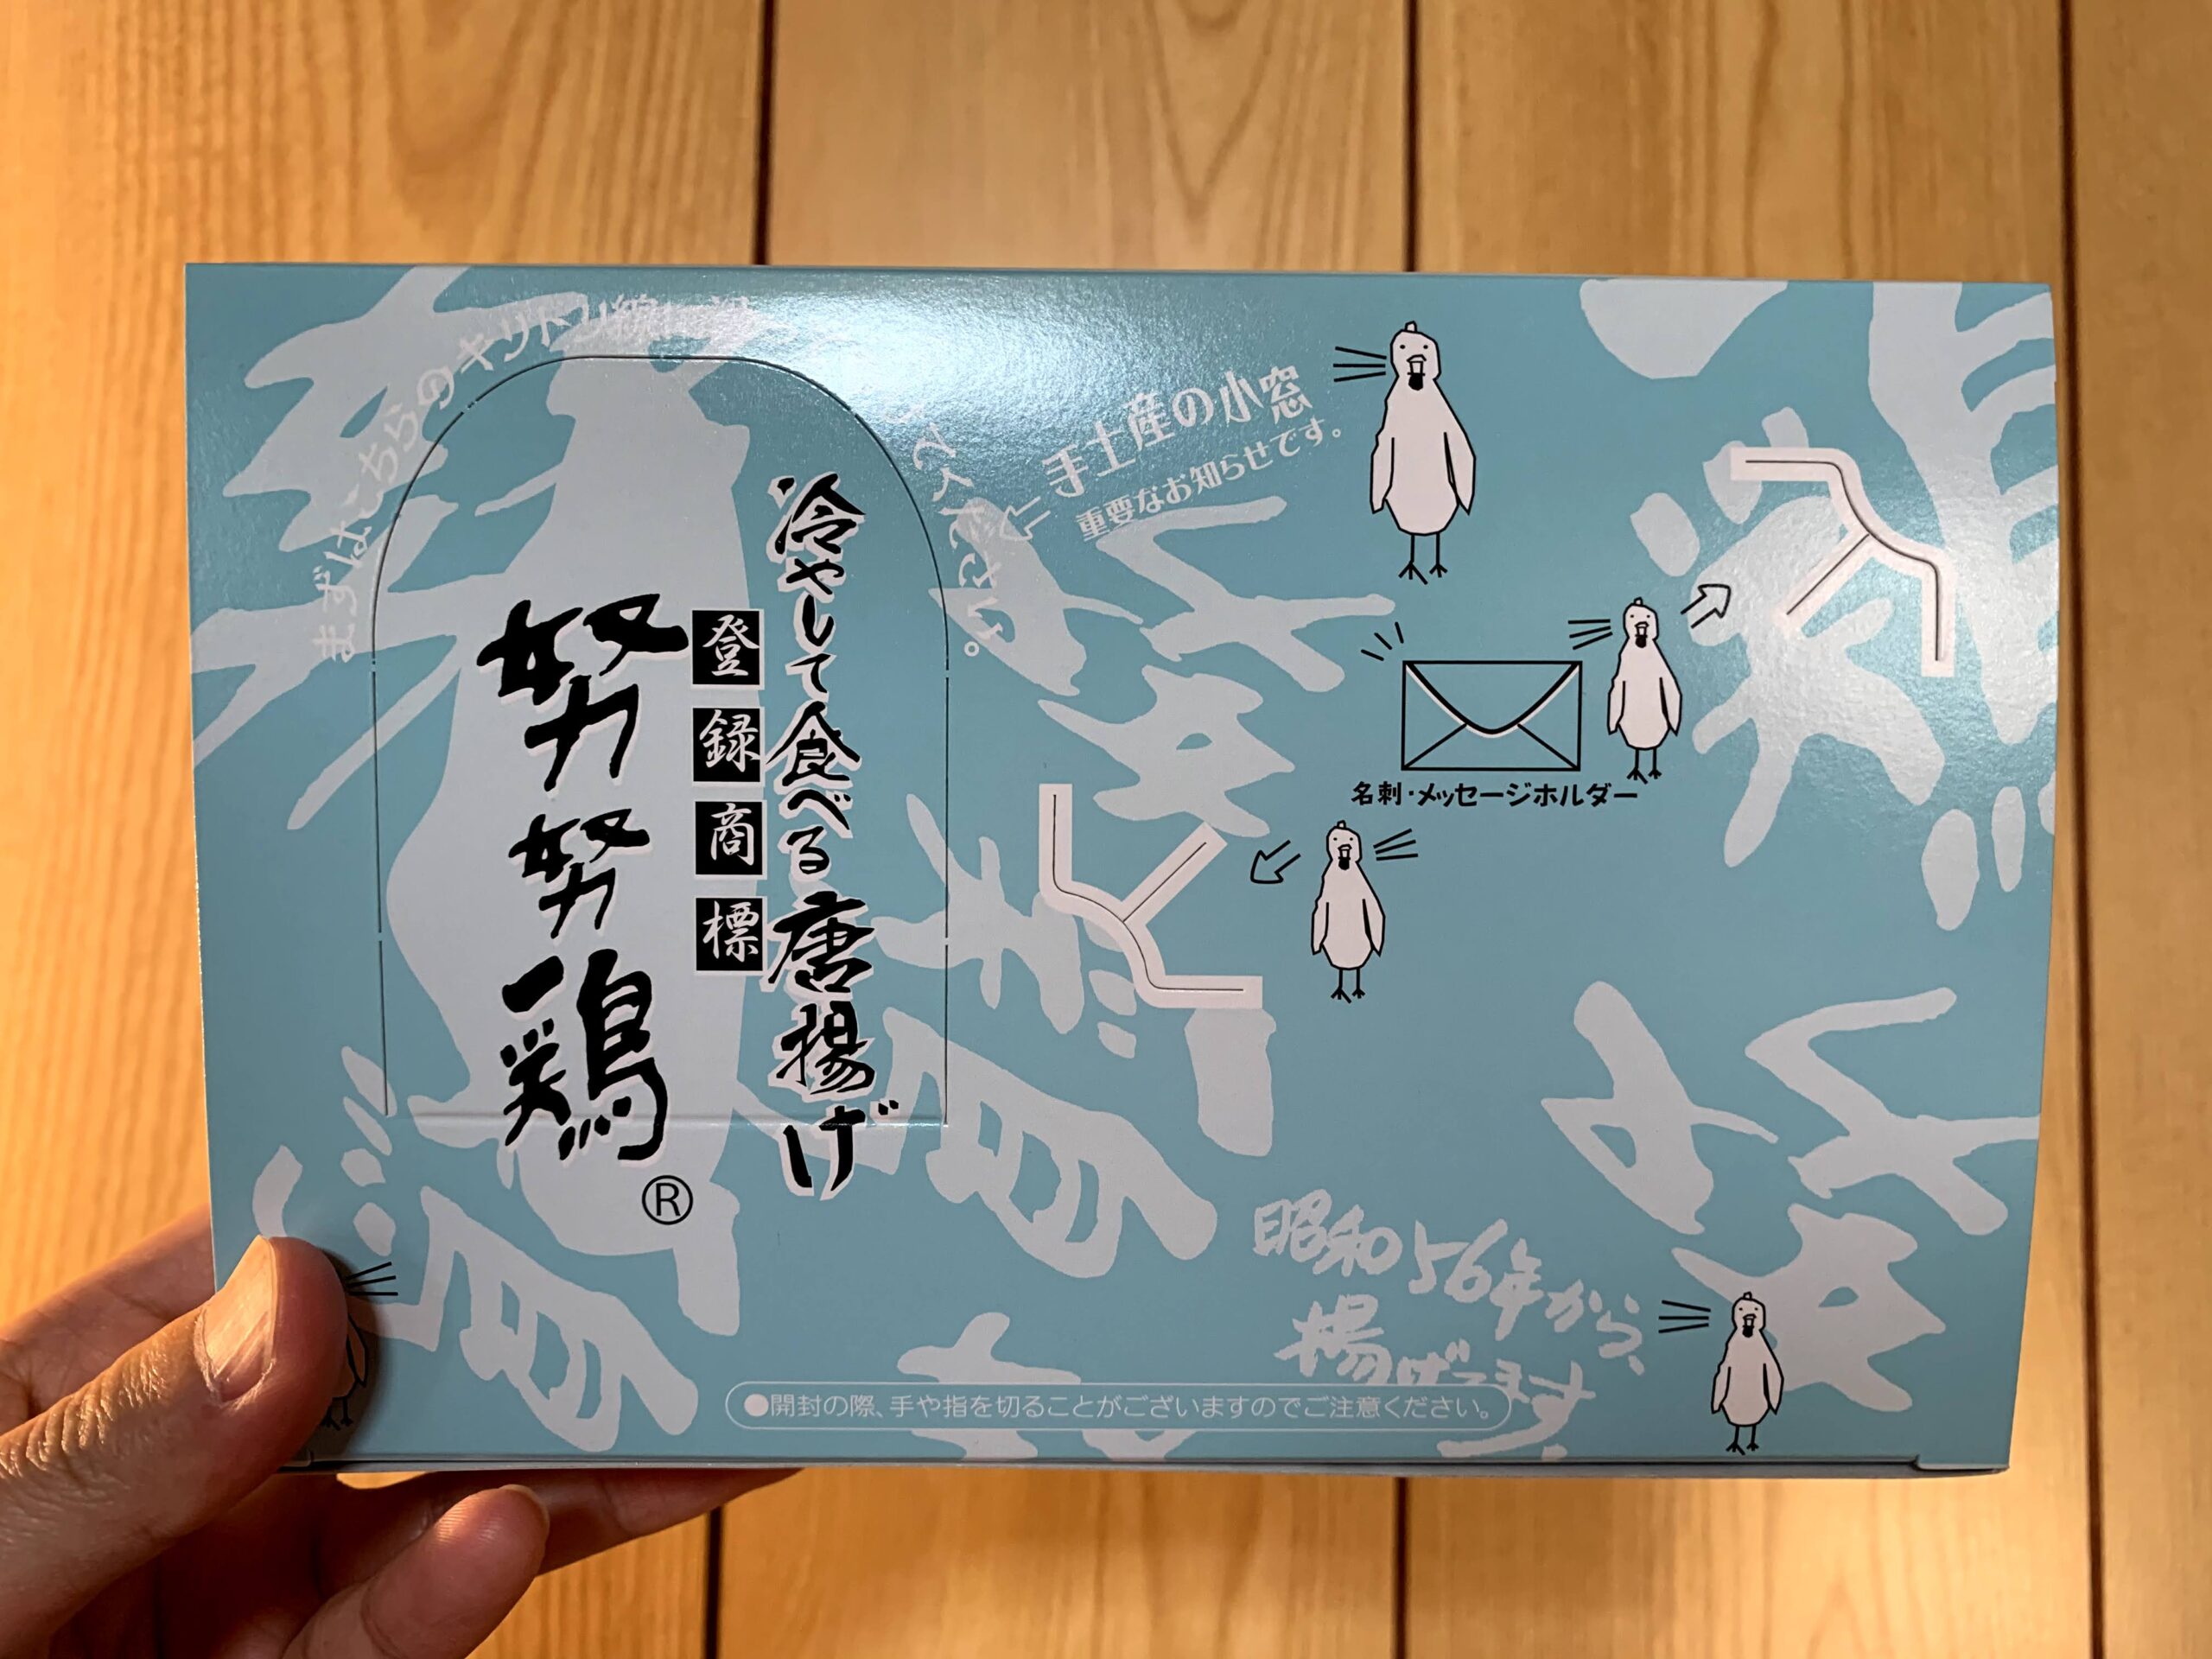 まずはこちらのキリトリ線に沿
ってください。
手土産の小窓
重要なお知らせです。
冷やして食べる唐揚げ
登録商標
努努鶏
®
名刺・メッセージホルダー
昭和56年から、
揚げてます。
●開封の際、手や指を切ることがございますのでご注意ください。